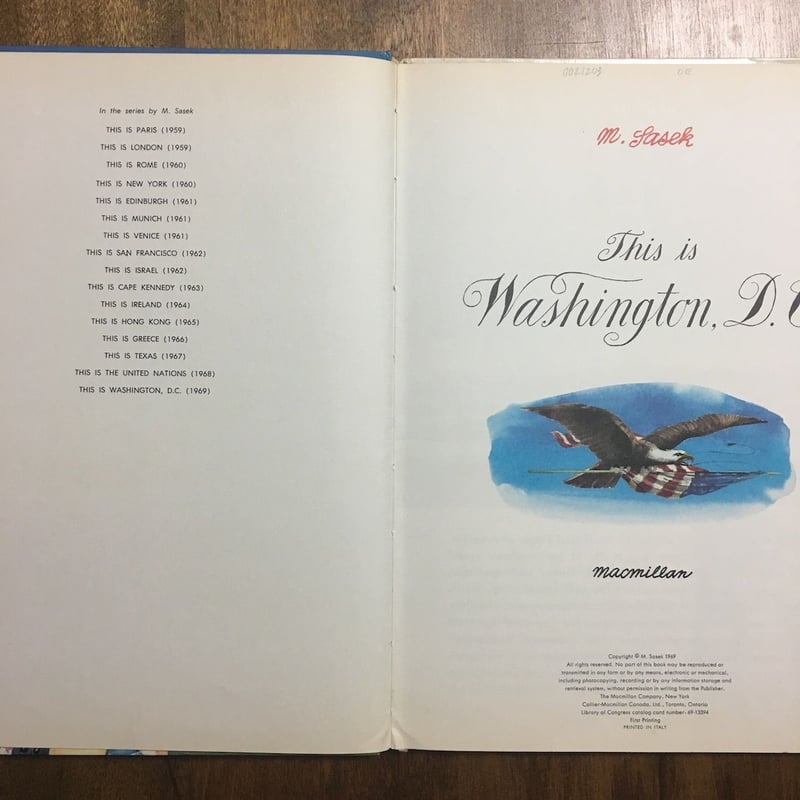 In the series by M. Sasek
THIS IS PARIS (1959)
THIS IS LONDON (1959)
THIS IS ROME (1960)
THIS IS NEW YORK (1960)
THIS IS EDINBURGH (1961)
THIS IS MUNICH (1961)
THIS IS VENICE (1961)
THIS IS SAN FRANCISCO (1962)
THIS IS ISRAEL (1962)
THIS IS CAPE KENNEDY (1963)
THIS IS IRELAND (1964)
THIS IS HONG KONG (1965)
THIS IS GREECE (1966)
THIS IS TEXAS (1967)
THIS IS THE UNITED NATIONS (1968)
THIS IS WASHINGTON, D.C. (1969)
M. Sasek
This is
Washington, D.C
macmillan
Copyright © M. Sasek 1969
All rights reserved. No part of this book may be reproduced or
transmitted in any form or by any means, electronic or mechanical,
including photocopying, recording or by any information storage and
retrieval system, without permission in writing from the Publisher.
The Macmillan Company, New York
Collier-Macmillan Canada, Ltd., Toronto, Ontario
Library of Congress catalog card number: 69-13394
First Printing
PRINTED IN ITALY